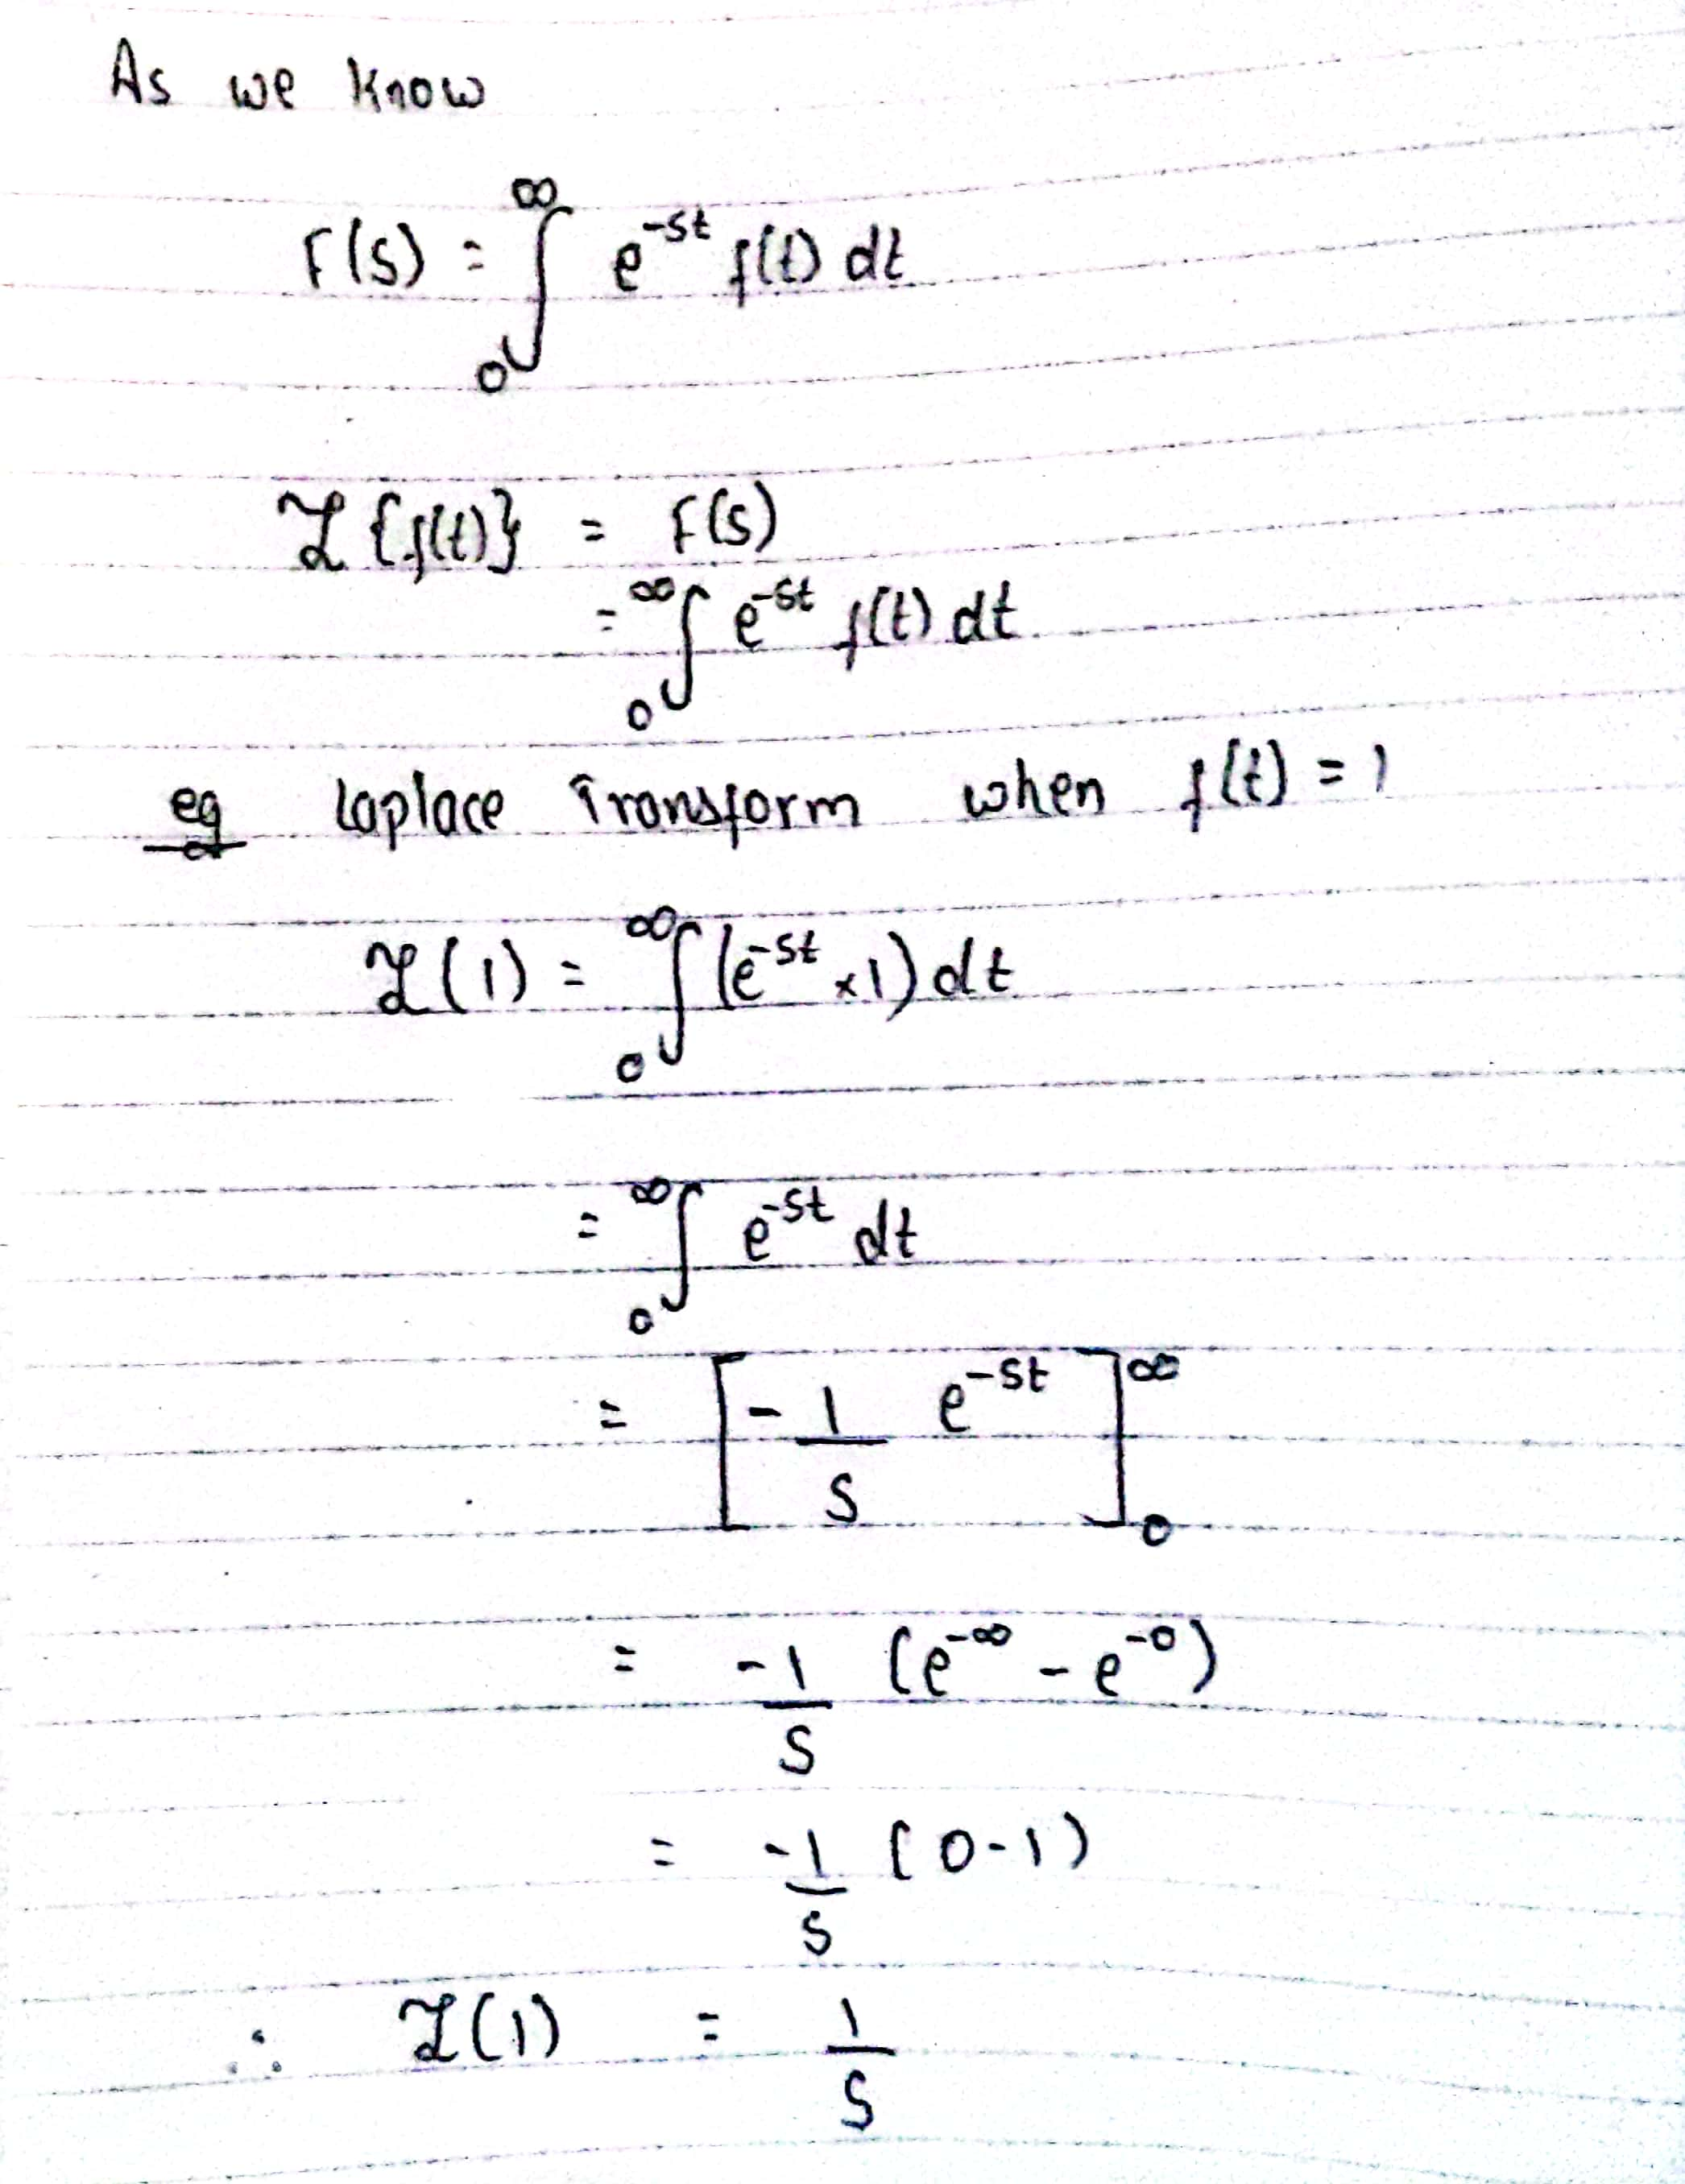 As we know
F(s) = ∫₀^∞ e^{-st} f(t) dt
ℒ{f(t)} = F(s)
= ∫₀^∞ e^{-st} f(t) dt
eg Laplace Transform when f(t) = 1
ℒ(1) = ∫₀^∞ (e^{-st} × 1) dt
= ∫₀^∞ e^{-st} dt
= [-1/s e^{-st}]₀^∞
= -1/s (e^{-∞} - e^{-0})
= -1/s (0-1)
∴ ℒ(1) = 1/s